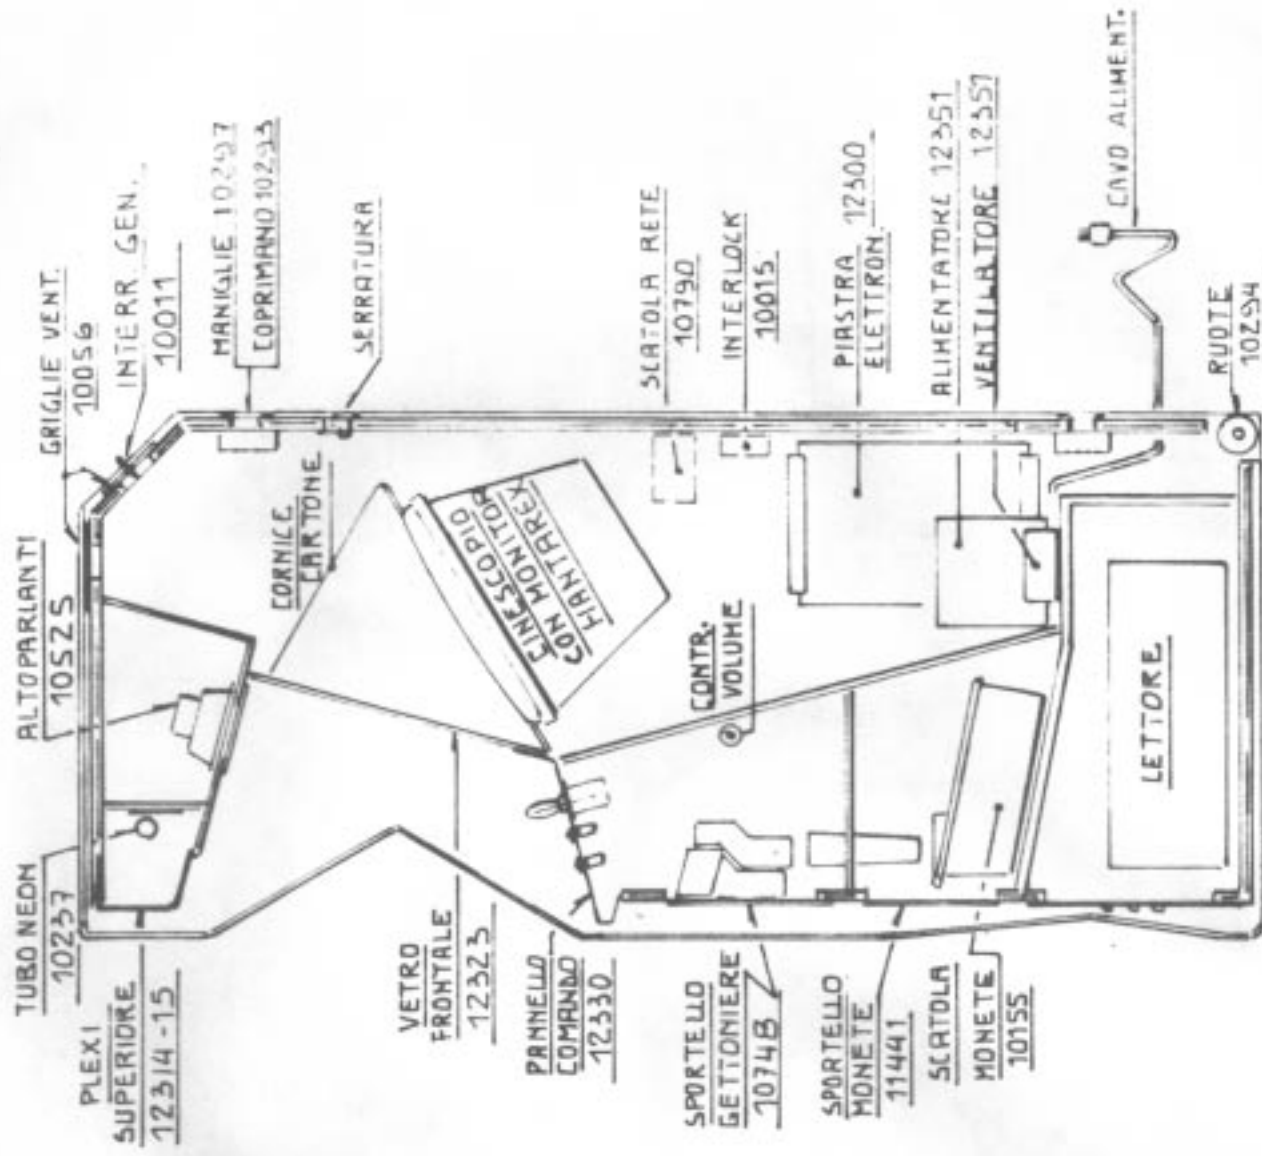 TUBO NEON
10237
PLEXI
SUPERIORE
12314-15
ALTOPARLANTI
10525
GRIGLIE VENT.
10056
INTERR. GEN.
10011
MANIGLIE 10297
COPRIMANO 10293
SERRATURA
CORNICE
CARTONE
CINESCOPIO
CON MONITOR
HANTAREX
VETRO
FRONTALE
12323
PANNELLO
COMANDO
12330
CONTR.
VOLUME
SCATOLA RETE
10790
INTERLOCK
10015
PIASTRA 12300
ELETTRON.
ALIMENTATORE 12351
VENTILATORE 12357
CAVO ALIMENT.
RUOTE
10294
SPORTELLO
GETTONIERE
10748
SPORTELLO
MONETE
11441
SCATOLA
MONETE
10155
LETTORE